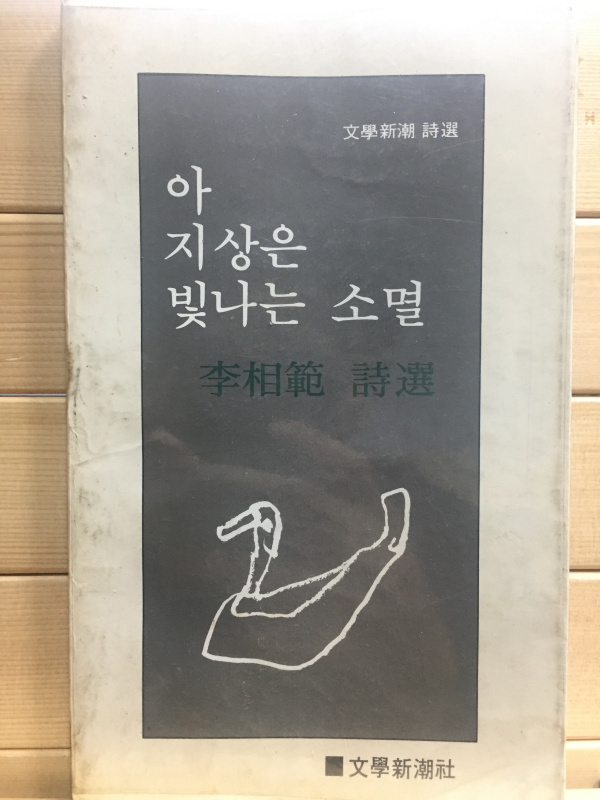 文學新潮 詩選
아
지상은
빛나는 소멸
李相範 詩選
■文學新潮社